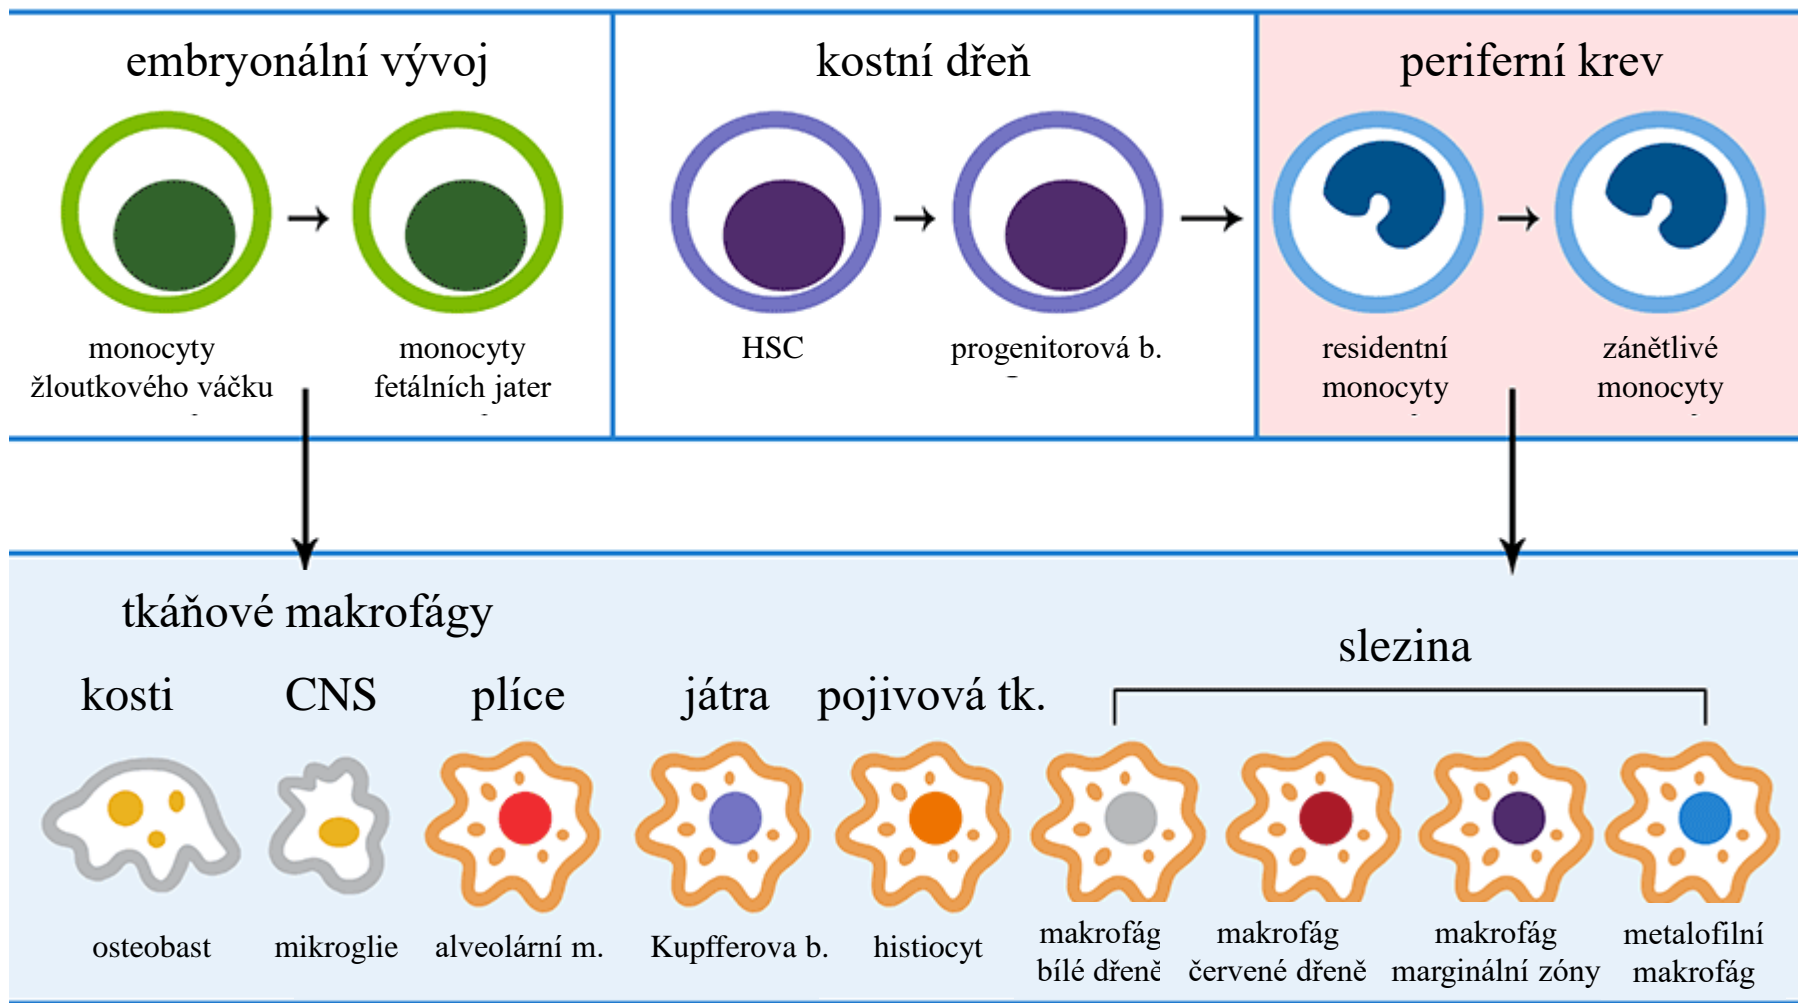 embryonální vývoj
kostní dřeň
periferní krev
monocyty
žloutkového váčku
monocyty
fetálních jater
HSC
progenitorová b.
residentní
monocyty
zánětlivé
monocyty
tkáňové makrofágy
slezina
kosti
CNS
plíce
játra
pojivová tk.
osteobast
mikroglie
alveolární m.
Kupfferova b.
histiocyt
makrofág
bílé dřeně
makrofág
červené dřeně
makrofág
marginální zóny
metalofilní
makrofág